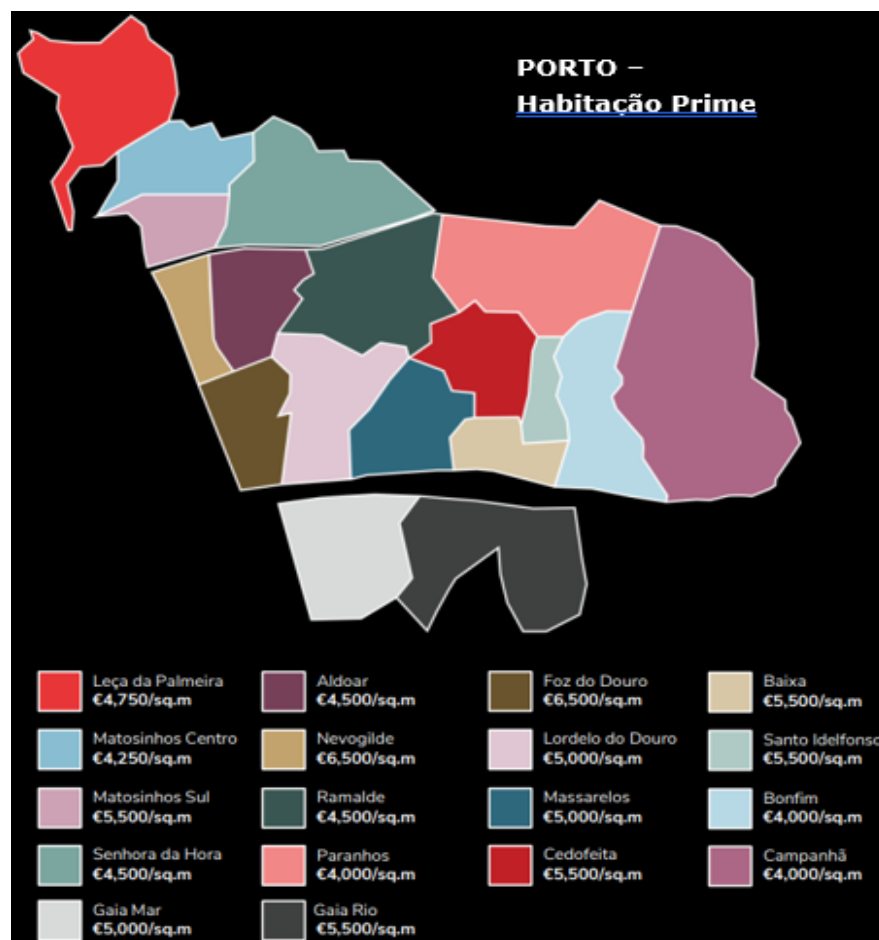 PORTO –
Habitação Prime
Leça da Palmeira
€4,750/sq.m
Aldoar
€4,500/sq.m
Foz do Douro
€6,500/sq.m
Baixa
€5,500/sq.m
Matosinhos Centro
€4,250/sq.m
Nevogilde
€6,500/sq.m
Lordelo do Douro
€5,000/sq.m
Santo Idelfonso
€5,500/sq.m
Matosinhos Sul
€5,500/sq.m
Ramalde
€4,500/sq.m
Massarelos
€5,000/sq.m
Bonfim
€4,000/sq.m
Senhora da Hora
€4,500/sq.m
Paranhos
€4,000/sq.m
Cedofeita
€5,500/sq.m
Campanhã
€4,000/sq.m
Gaia Mar
€5,000/sq.m
Gaia Rio
€5,500/sq.m